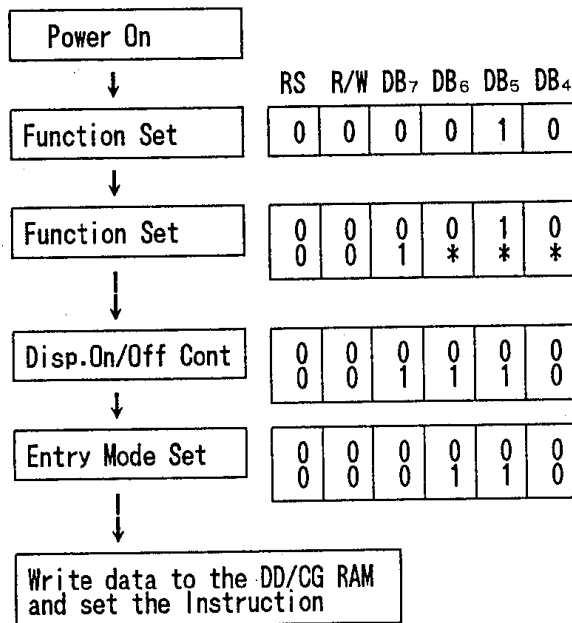 Power On
RS R/W DB₇ DB₆ DB₅ DB₄
Function Set 0 0 0 0 1 0
Function Set 0 0 0 0 1 0
0 0 1 * * *
Disp.On/Off Cont 0 0 0 0 0 0
0 0 1 1 1 0
Entry Mode Set 0 0 0 0 0 0
0 0 0 1 1 0
Write data to the DD/CG RAM
and set the Instruction